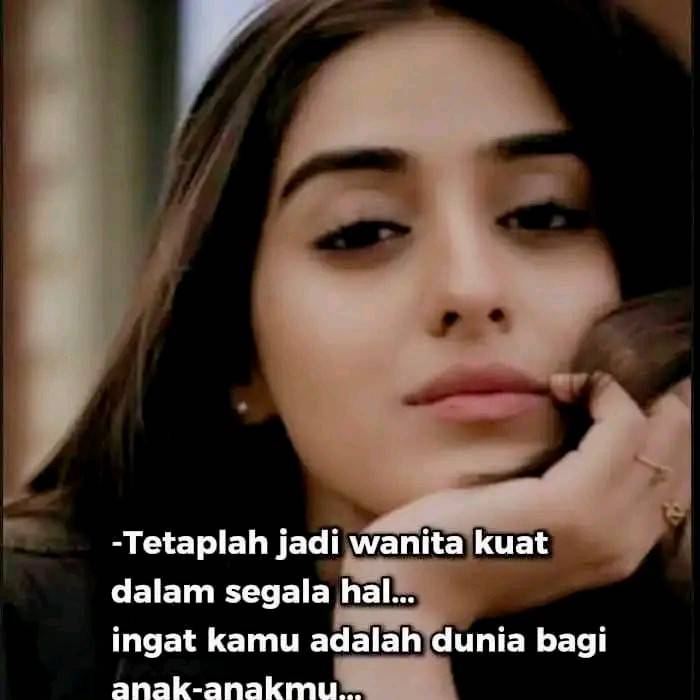 -Tetaplah jadi wanita kuat
dalam segala hal...
ingat kamu adalah dunia bagi
anak-anakmu...